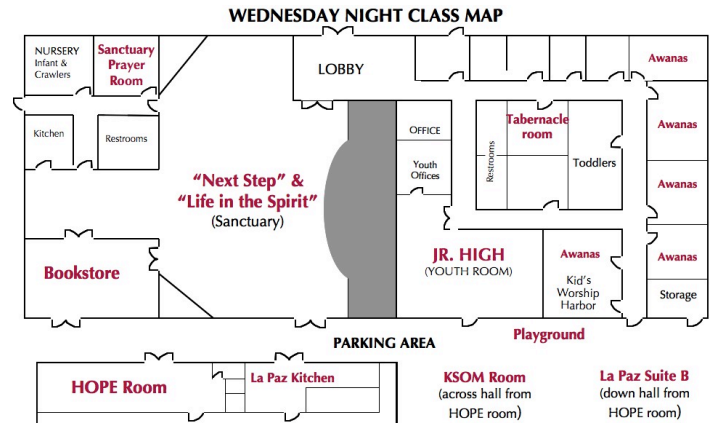 WEDNESDAY NIGHT CLASS MAP
NURSERY
Infant &
Crawlers
Sanctuary
Prayer
Room
LOBBY
Awanas
Kitchen
Restrooms
OFFICE
Youth
Offices
Restrooms
Tabernacle
room
Toddlers
Awanas
Awanas
“Next Step” &
“Life in the Spirit”
(Sanctuary)
Bookstore
JR. HIGH
(YOUTH ROOM)
Awanas
Kid’s
Worship
Harbor
Awanas
Storage
Playground
PARKING AREA
HOPE Room
La Paz Kitchen
KSOM Room
(across hall from
HOPE room)
La Paz Suite B
(down hall from
HOPE room)